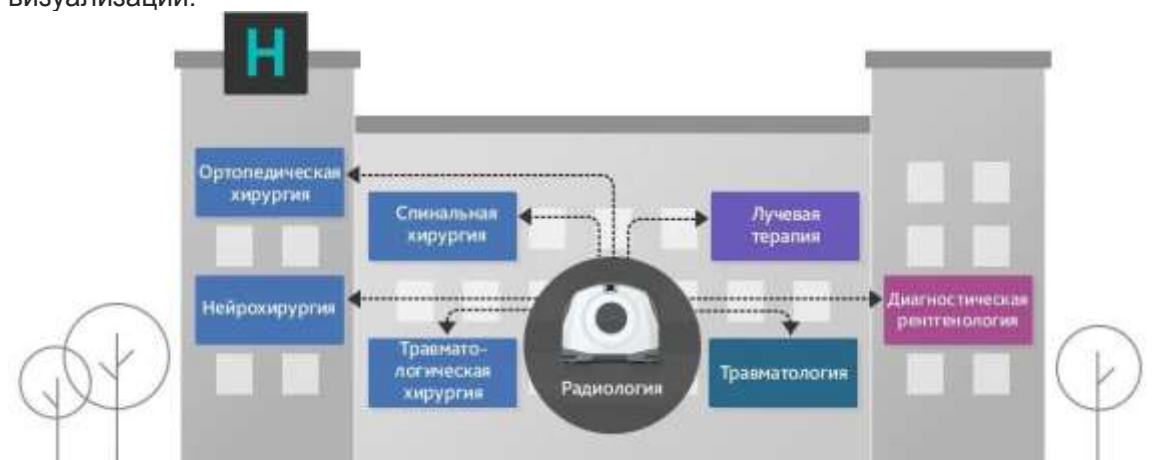 визуализации.
H
Ортопедическая
хирургия
Спинальная
хирургия
Лучевая
терапия
Нейрохирургия
Диагностическая
рентгенология
Травмато-
логическая
хирургия
Радиология
Травматология